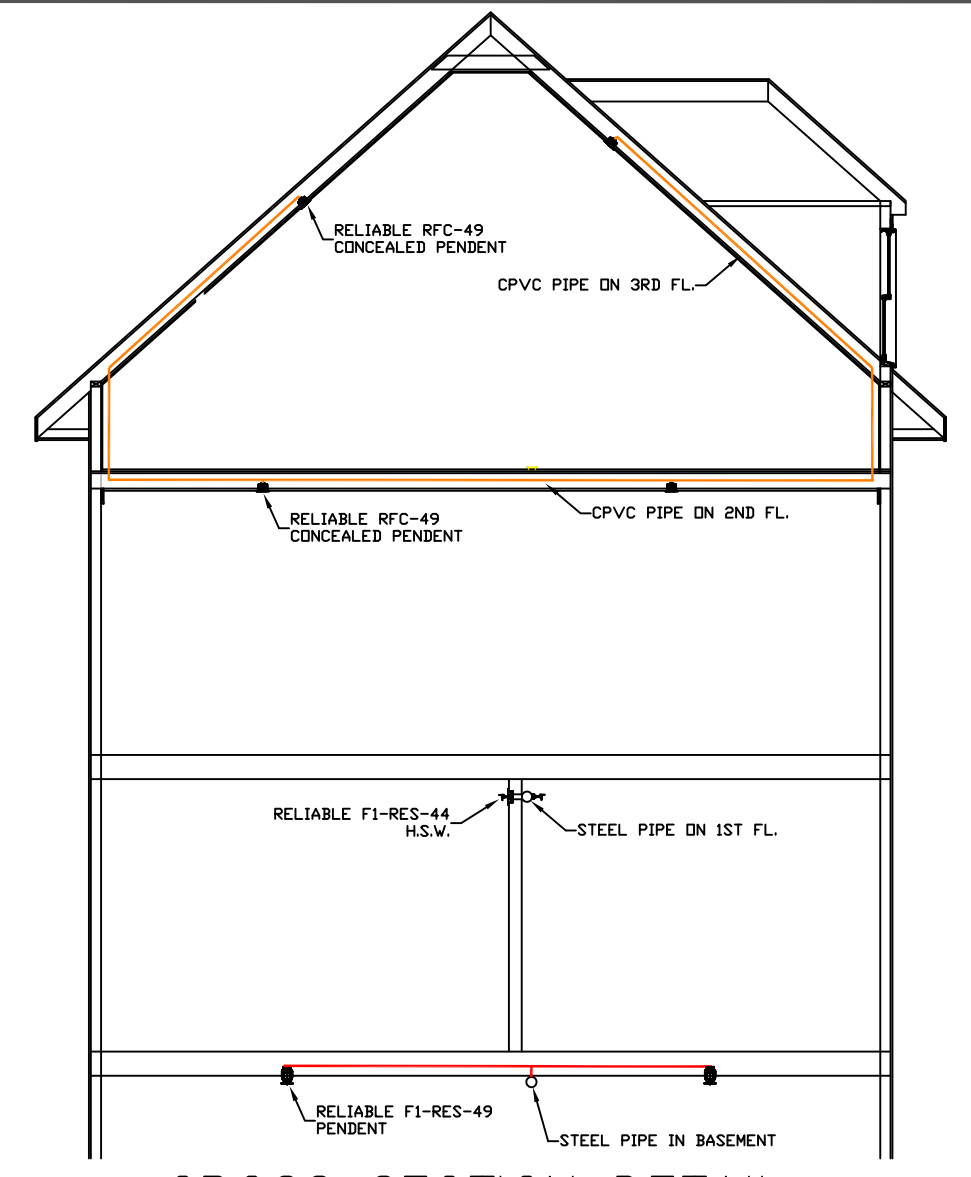 RELIABLE RFC-49
CONCEALED PENDENT
CPVC PIPE ON 3RD FL.
RELIABLE RFC-49
CONCEALED PENDENT
CPVC PIPE ON 2ND FL.
RELIABLE F1-RES-44
H.S.W.
STEEL PIPE ON 1ST FL.
RELIABLE F1-RES-49
PENDENT
STEEL PIPE IN BASEMENT